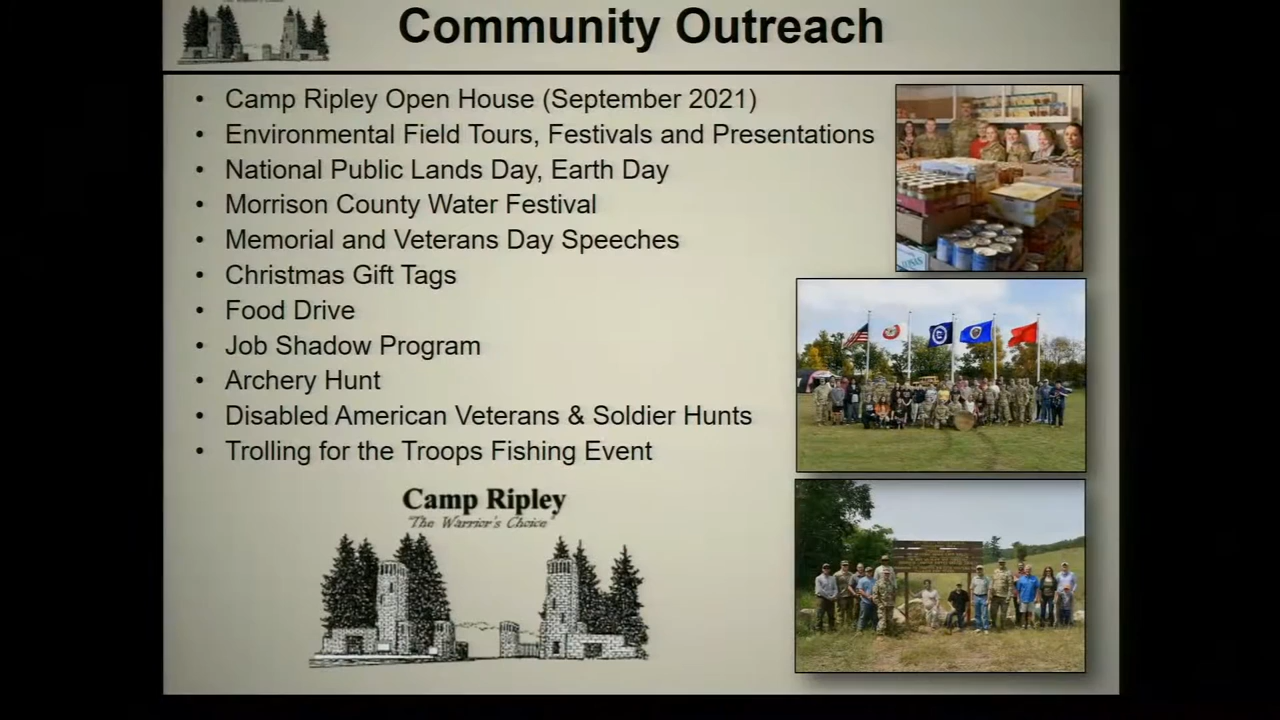 Community Outreach
• Camp Ripley Open House (September 2021)
• Environmental Field Tours, Festivals and Presentations
• National Public Lands Day, Earth Day
• Morrison County Water Festival
• Memorial and Veterans Day Speeches
• Christmas Gift Tags
• Food Drive
• Job Shadow Program
• Archery Hunt
• Disabled American Veterans & Soldier Hunts
• Trolling for the Troops Fishing Event
Camp Ripley
"The Warrior's Choice"